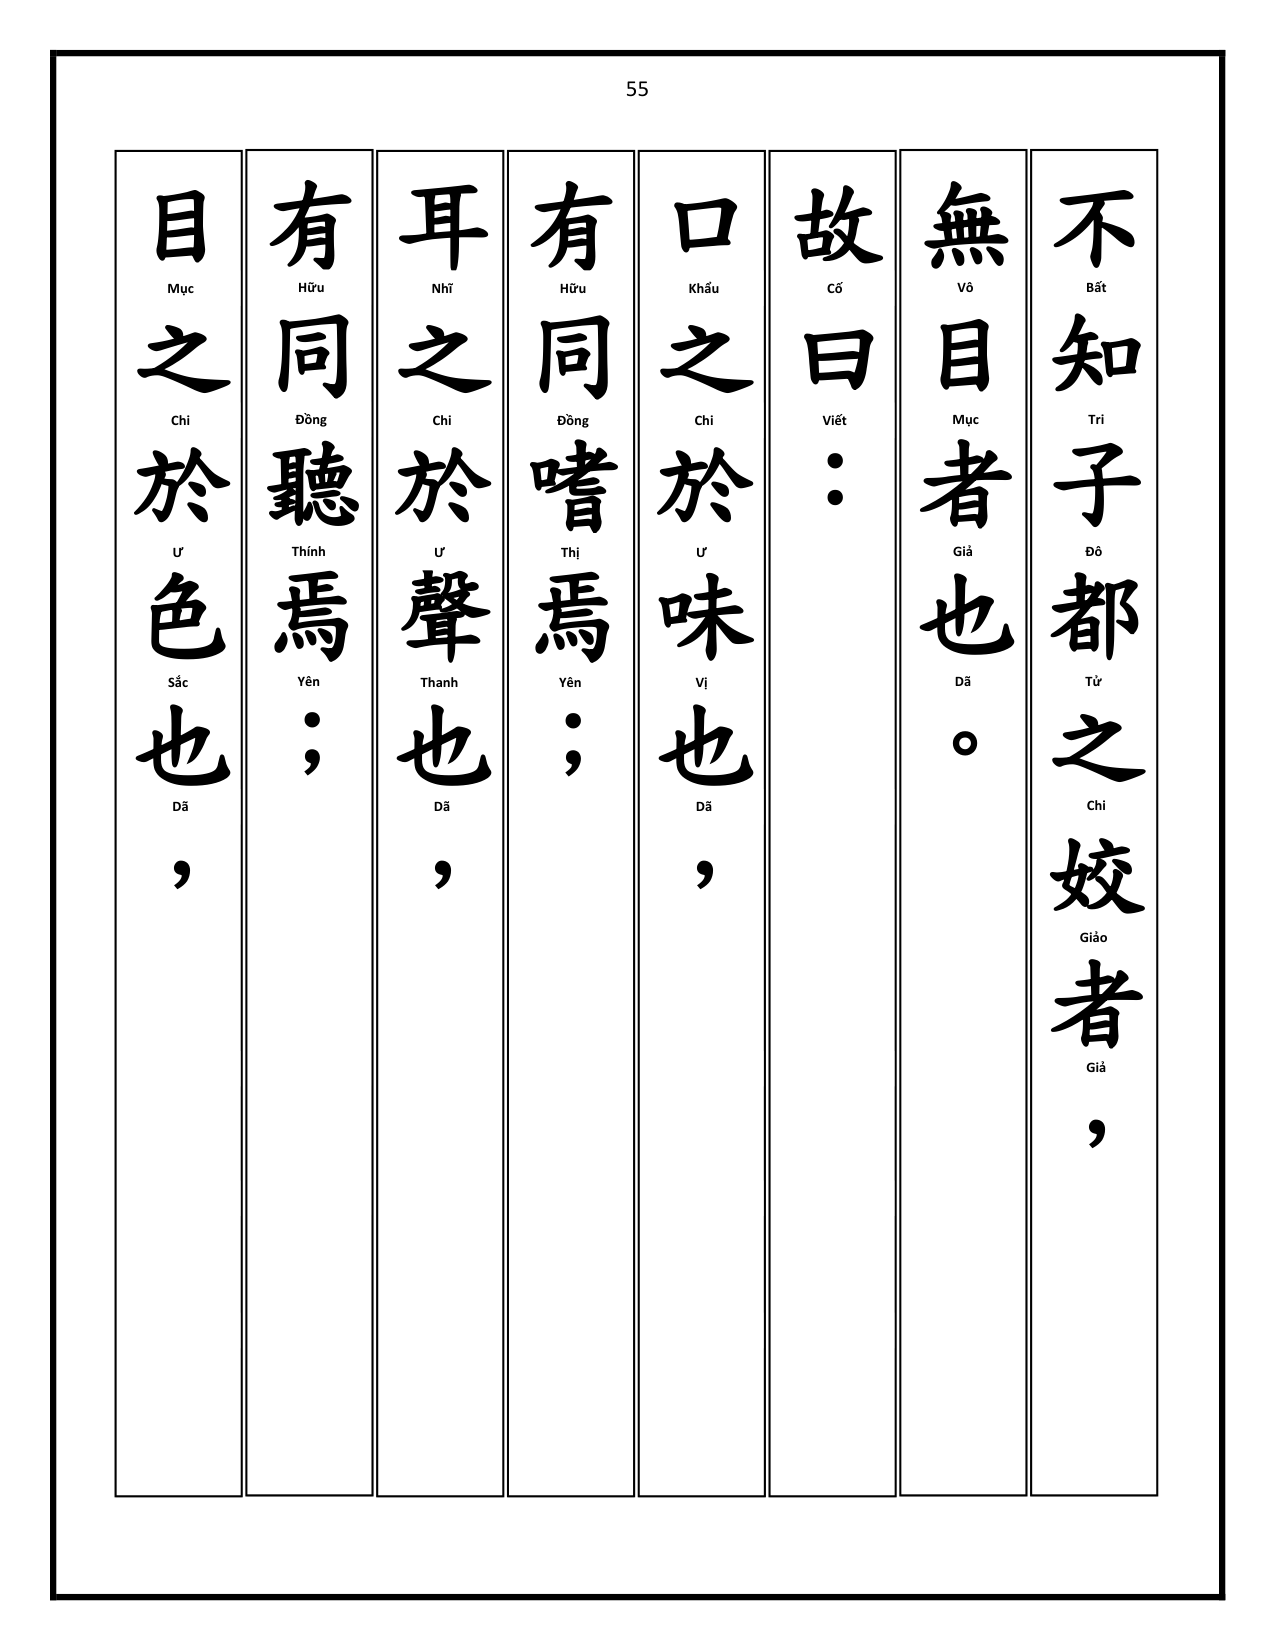 55
不知子都之姣者，
Bất Tri Đô Tử Chi Giảo Giả
無目者也。
Vô Mục Giả Dã
故曰：
Cố Viết
口之於味也，
Khẩu Chi Ư Vị Dã
有同嗜焉；
Hữu Đồng Thị Yên
耳之於聲也，
Nhĩ Chi Ư Thanh Dã
有同聽焉；
Hữu Đồng Thính Yên
目之於色也，
Mục Chi Ư Sắc Dã